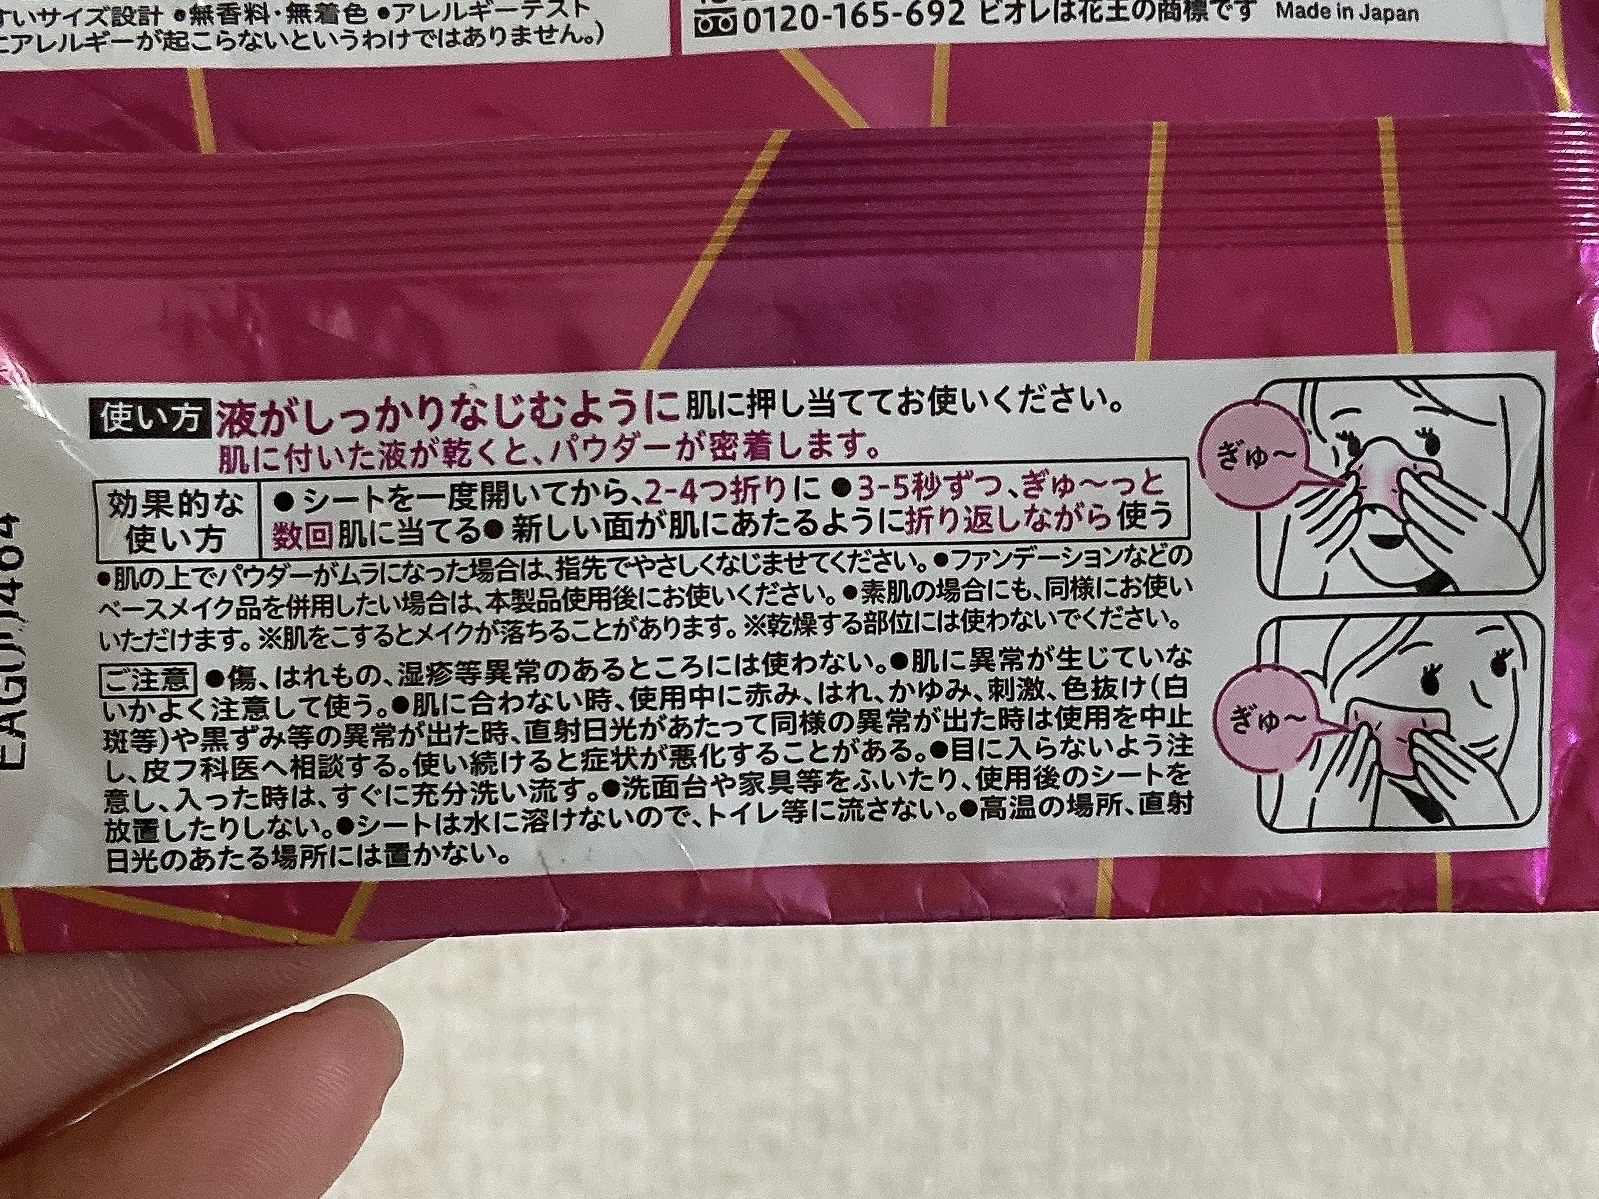 すいサイズ設計 ●無香料・無着色 ●アレルギーテスト
にアレルギーが起こらないというわけではありません。)
0120-165-692 ビオレは花王の商標です Made in Japan
使い方 液がしっかりなじむように肌に押し当ててお使いください。
肌に付いた液が乾くと、パウダーが密着します。
効果的な使い方
●シートを一度開いてから、2-4つ折りに ●3-5秒ずつ、ぎゅ〜っと
数回肌に当てる●新しい面が肌にあたるように折り返しながら使う
●肌の上でパウダーがムラになった場合は、指先でやさしくなじませてください。●ファンデーションなどの
ベースメイク品を併用したい場合は、本製品使用後にお使いください。●素肌の場合にも、同様にお使い
いただけます。※肌をこするとメイクが落ちることがあります。※乾燥する部位には使わないでください。
ご注意 ●傷、はれもの、湿疹等異常のあるところには使わない。●肌に異常が生じていな
いかよく注意して使う。●肌に合わない時、使用中に赤み、はれ、かゆみ、刺激、色抜け(白
斑等)や黒ずみ等の異常が出た時、直射日光があたって同様の異常が出た時は使用を中止
し、皮フ科医へ相談する。使い続けると症状が悪化することがある。●目に入らないよう注
意し、入った時は、すぐに充分洗い流す。●洗面台や家具等をふいたり、使用後のシートを
放置したりしない。●シートは水に溶けないので、トイレ等に流さない。●高温の場所、直射
日光のあたる場所には置かない。
ぎゅ〜
ぎゅ〜